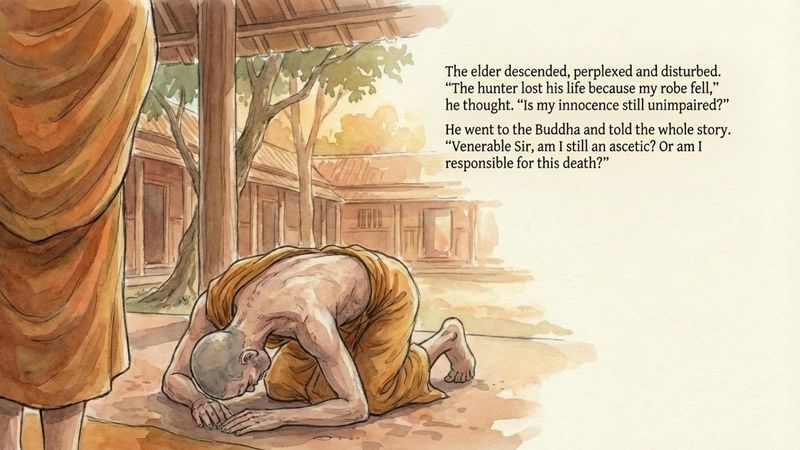 The elder descended, perplexed and disturbed.
“The hunter lost his life because my robe fell,”
he thought. “Is my innocence still unimpaired?”
He went to the Buddha and told the whole story.
“Venerable Sir, am I still an ascetic? Or am I
responsible for this death?”